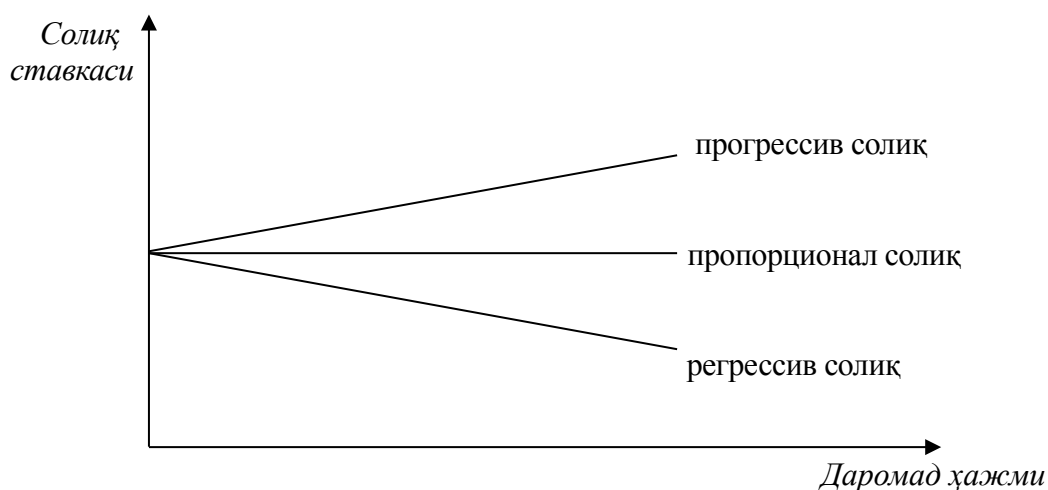 Солиқ
ставкаси
прогрессив солиқ
пропорционал солиқ
регрессив солиқ
Даромад ҳажми